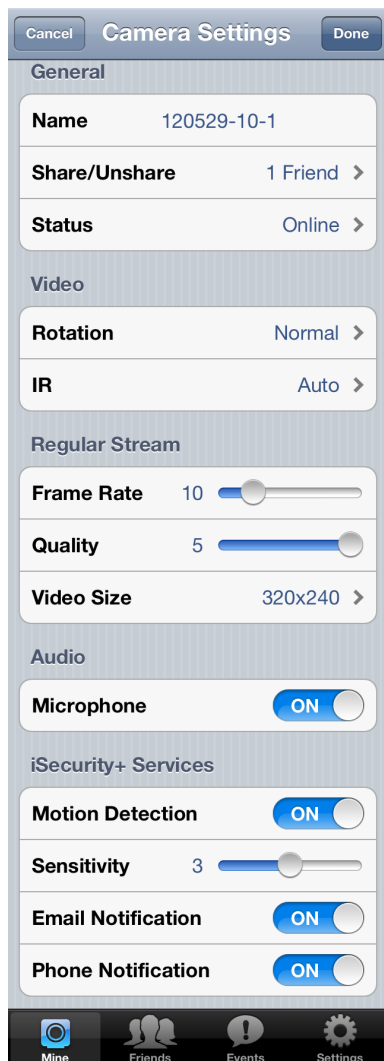 Cancel Camera Settings Done
General
Name 120529-10-1
Share/Unshare 1 Friend
Status Online
Video
Rotation Normal
IR Auto
Regular Stream
Frame Rate 10
Quality 5
Video Size 320x240
Audio
Microphone ON
iSecurity+ Services
Motion Detection ON
Sensitivity 3
Email Notification ON
Phone Notification ON
Mine Friends Events Settings